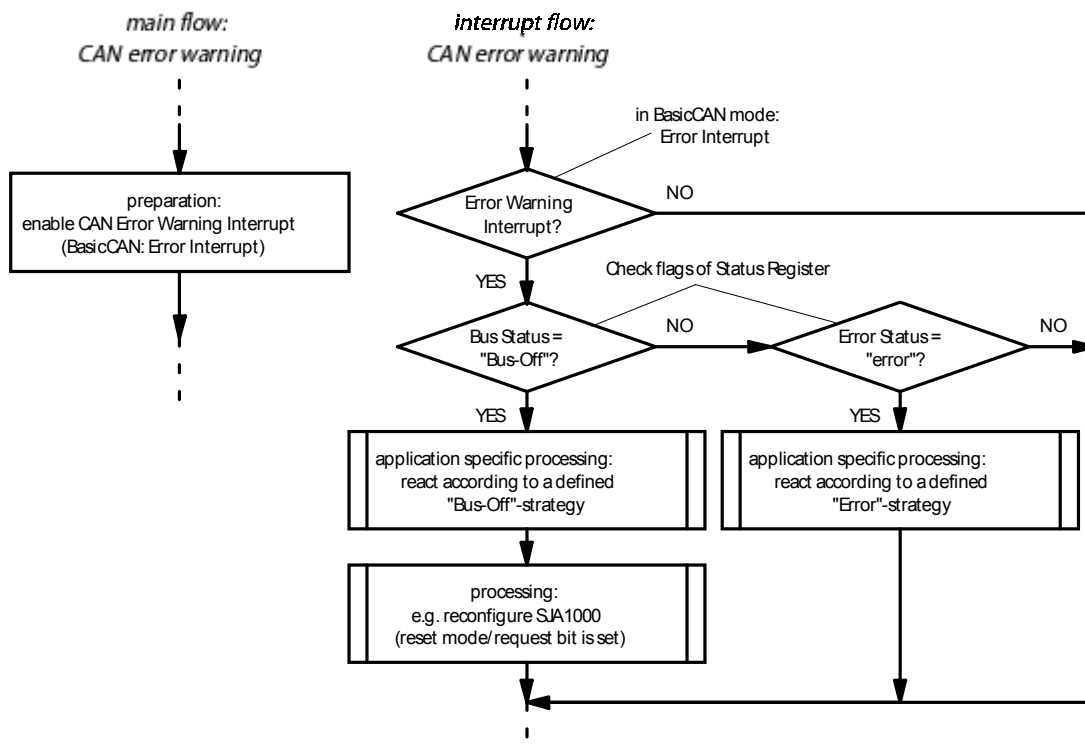 main flow:
CAN error warning
interrupt flow:
CAN error warning
in BasicCAN mode:
Error Interrupt
preparation:
enable CAN Error Warning Interrupt
(BasicCAN: Error Interrupt)
Error Warning
Interrupt?
NO
YES
Check flags of Status Register
Bus Status =
"Bus-Off"?
NO
Error Status =
"error"?
NO
YES
YES
application specific processing:
react according to a defined
"Bus-Off"-strategy
application specific processing:
react according to a defined
"Error"-strategy
processing:
e.g. reconfigure SJA1000
(reset mode/request bit is set)